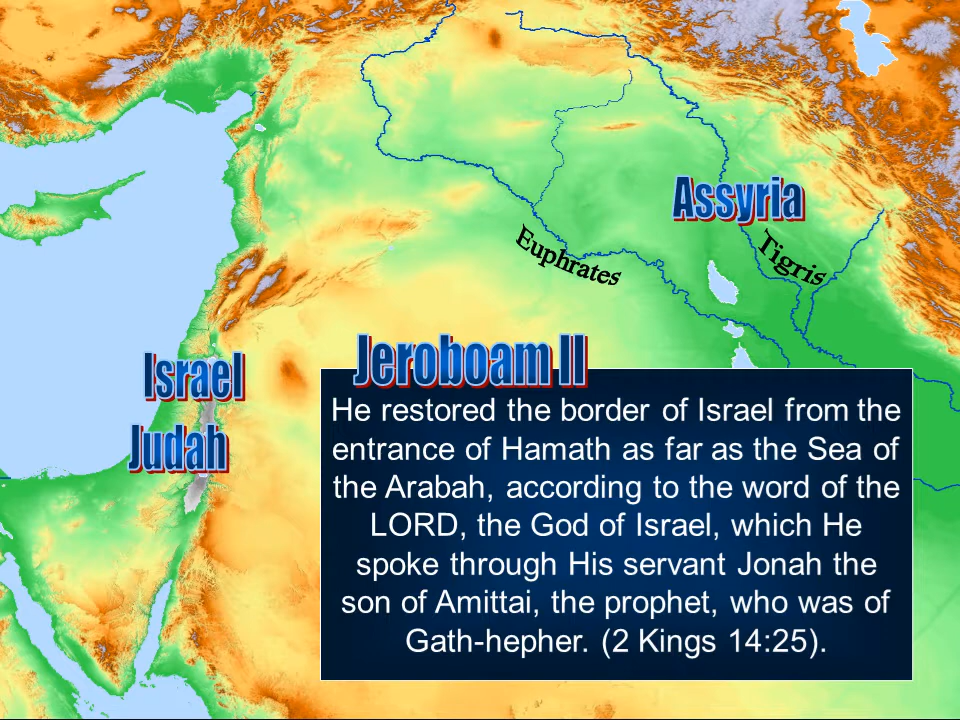 Assyria
Euphrates
Tigris
Israel
Judah
Jeroboam II
He restored the border of Israel from the
entrance of Hamath as far as the Sea of
the Arabah, according to the word of the
LORD, the God of Israel, which He
spoke through His servant Jonah the
son of Amittai, the prophet, who was of
Gath-hepher. (2 Kings 14:25).